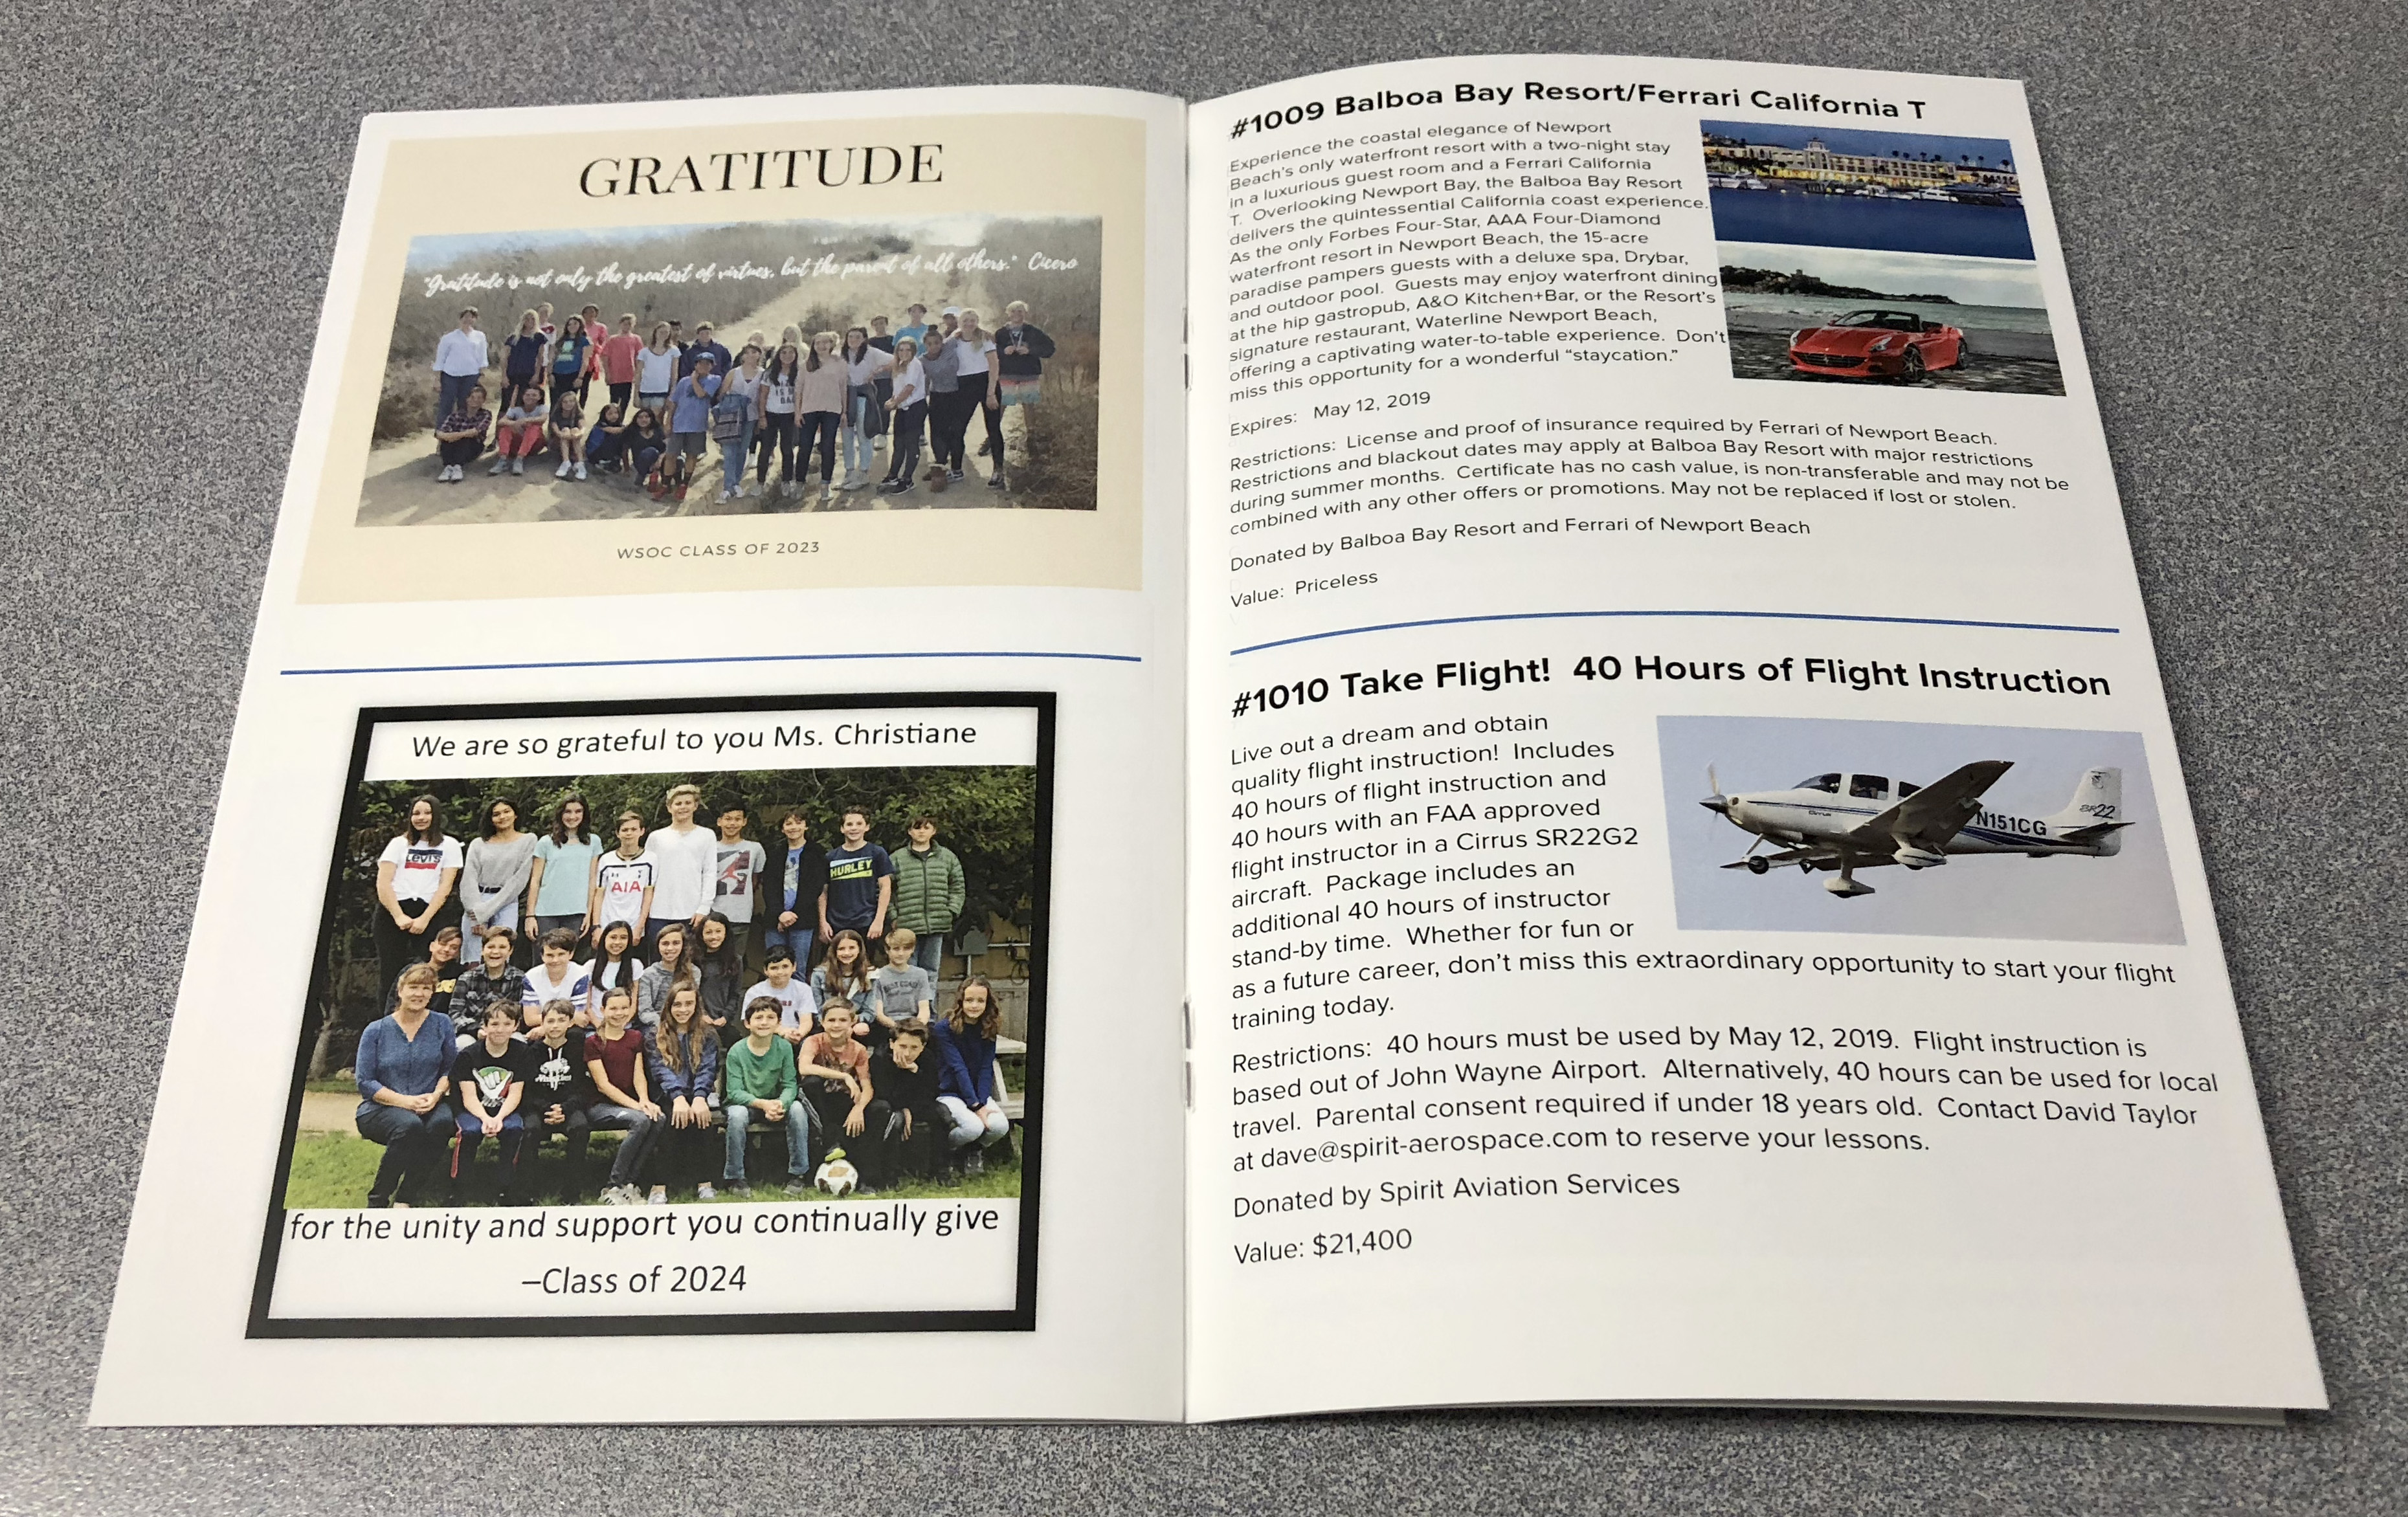 GRATITUDE
"Gratitude is not only the greatest of virtues, but the parent of all others." Cicero
WSOC CLASS OF 2023
We are so grateful to you Ms. Christiane
LEVI'S
AIA
HURLEY
for the unity and support you continually give
–Class of 2024
#1009 Balboa Bay Resort/Ferrari California T
Experience the coastal elegance of Newport
Beach's only waterfront resort with a two-night stay
in a luxurious guest room and a Ferrari California
T. Overlooking Newport Bay, the Balboa Bay Resort
delivers the quintessential California coast experience.
As the only Forbes Four-Star, AAA Four-Diamond
waterfront resort in Newport Beach, the 15-acre
paradise pampers guests with a deluxe spa, Drybar,
and outdoor pool. Guests may enjoy waterfront dining
at the hip gastropub, A&O Kitchen+Bar, or the Resort's
signature restaurant, Waterline Newport Beach,
offering a captivating water-to-table experience. Don't
miss this opportunity for a wonderful "staycation."
Expires: May 12, 2019
Restrictions: License and proof of insurance required by Ferrari of Newport Beach.
Restrictions and blackout dates may apply at Balboa Bay Resort with major restrictions
during summer months. Certificate has no cash value, is non-transferable and may not be
combined with any other offers or promotions. May not be replaced if lost or stolen.
Donated by Balboa Bay Resort and Ferrari of Newport Beach
Value: Priceless
#1010 Take Flight! 40 Hours of Flight Instruction
Live out a dream and obtain
quality flight instruction! Includes
40 hours of flight instruction and
40 hours with an FAA approved
flight instructor in a Cirrus SR22G2
aircraft. Package includes an
additional 40 hours of instructor
stand-by time. Whether for fun or
as a future career, don't miss this extraordinary opportunity to start your flight
training today.
SR22
Cirrus
N151CG
Restrictions: 40 hours must be used by May 12, 2019. Flight instruction is
based out of John Wayne Airport. Alternatively, 40 hours can be used for local
travel. Parental consent required if under 18 years old. Contact David Taylor
at dave@spirit-aerospace.com to reserve your lessons.
Donated by Spirit Aviation Services
Value: $21,400